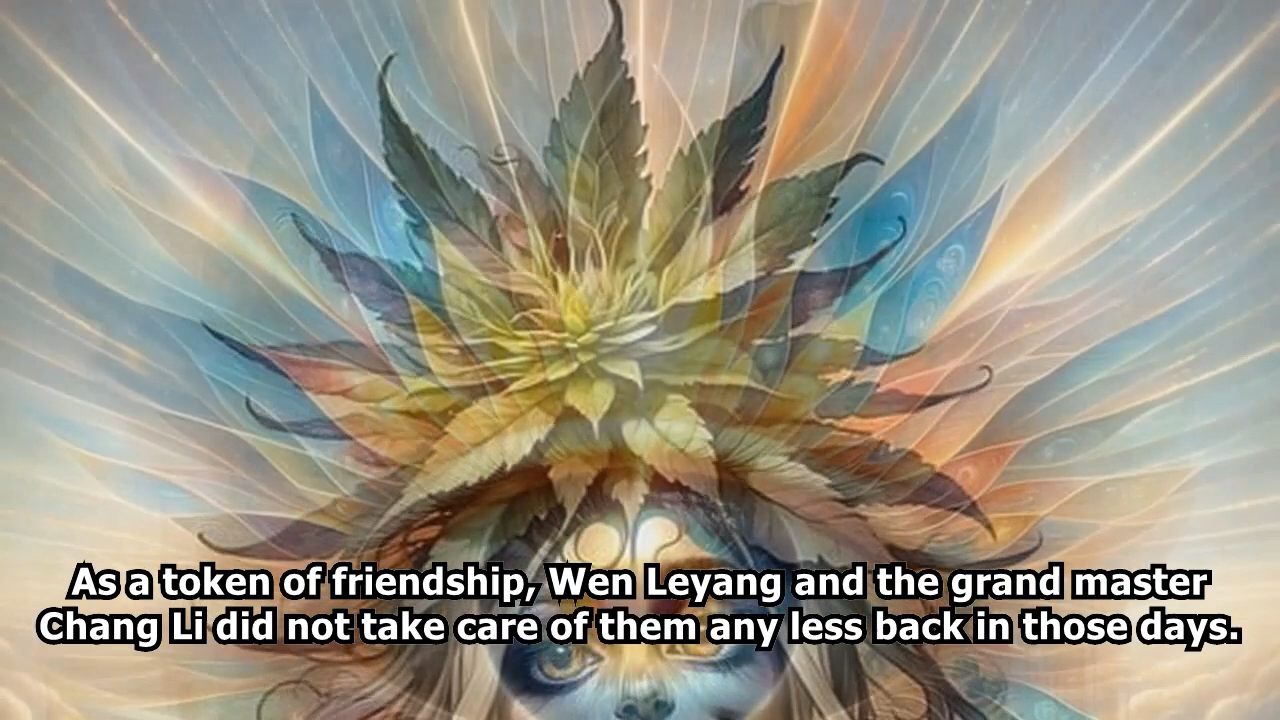 As a token of friendship, Wen Leyang and the grand master
Chang Li did not take care of them any less back in those days.